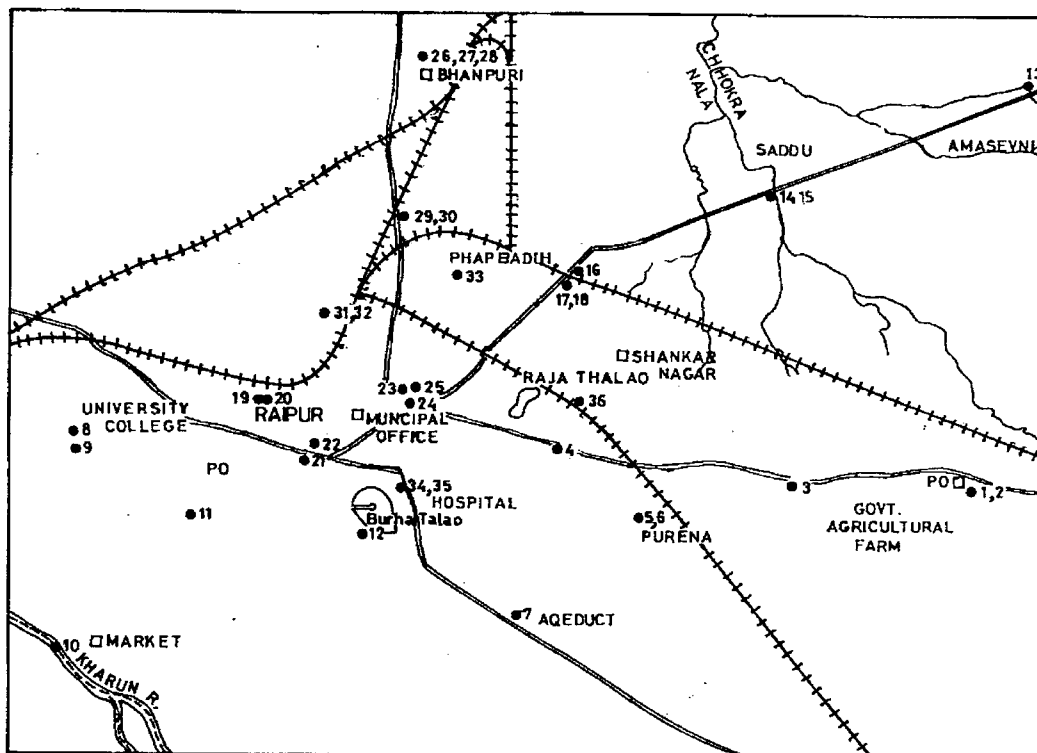 26,27,28
BHANPURI
CHHOKRA
NALA
13
SADDU
AMASEVNI
14 15
29,30
PHAPBADIH
33
16
17,18
31,32
SHANKAR
NAGAR
RAJA THALAO
23
25
24
36
19
20
RAIPUR
UNIVERSITY
COLLEGE
MUNCIPAL
OFFICE
8
9
22
21
4
PO
34,35
HOSPITAL
3
PO
1,2
GOVT.
AGRICULTURAL
FARM
11
Burha Talao
12
5,6
PURENA
7
AQEDUCT
10
MARKET
KHARUN R.